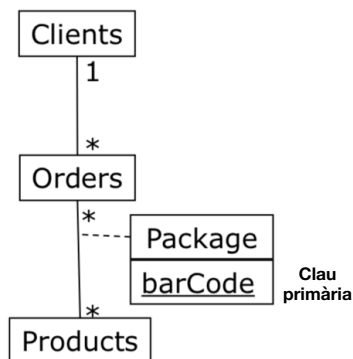 Clients
1
*
Orders
*
Package
barCode
Clau
primària
*
Products